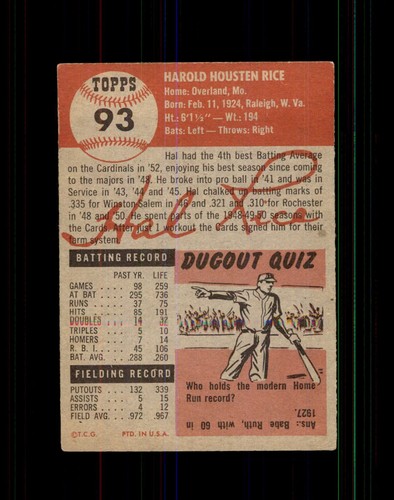 TOPPS
93
HAROLD HOUSTEN RICE
Home: Overland, Mo.
Born: Feb. 11, 1924, Raleigh, W. Va.
Ht.: 6'1½" — Wt.: 194
Bats: Left – Throws: Right
Hal had the 4th best Batting Average
on the Cardinals in '52, enjoying his best season since coming
to the majors in '48. He broke into pro ball in '41 and was in
Service in '43, '44 and '45. Hal chalked up batting marks of
.335 for Winston Salem in '46 and .321 and .310 for Rochester
in '48 and '50. He spent parts of the 1948-49-50 seasons with
the Cards. After just 1 workout the Cards signed him for their
farm system.
Hal Rice
BATTING RECORD
PAST YR. LIFE
GAMES 98 259
AT BAT 295 736
RUNS 37 75
HITS 85 191
DOUBLES 14 32
TRIPLES 5 10
HOMERS 7 14
R. B. I. 45 106
BAT. AVG. .288 .260
FIELDING RECORD
PUTOUTS 132 339
ASSISTS 5 15
ERRORS 4 12
FIELD AVG. .972 .967
©T.C.G. PTD. IN U.S.A.
DUGOUT QUIZ
Who holds the modern Home
Run record?
Ans.: Babe Ruth, with 60 in
1927.